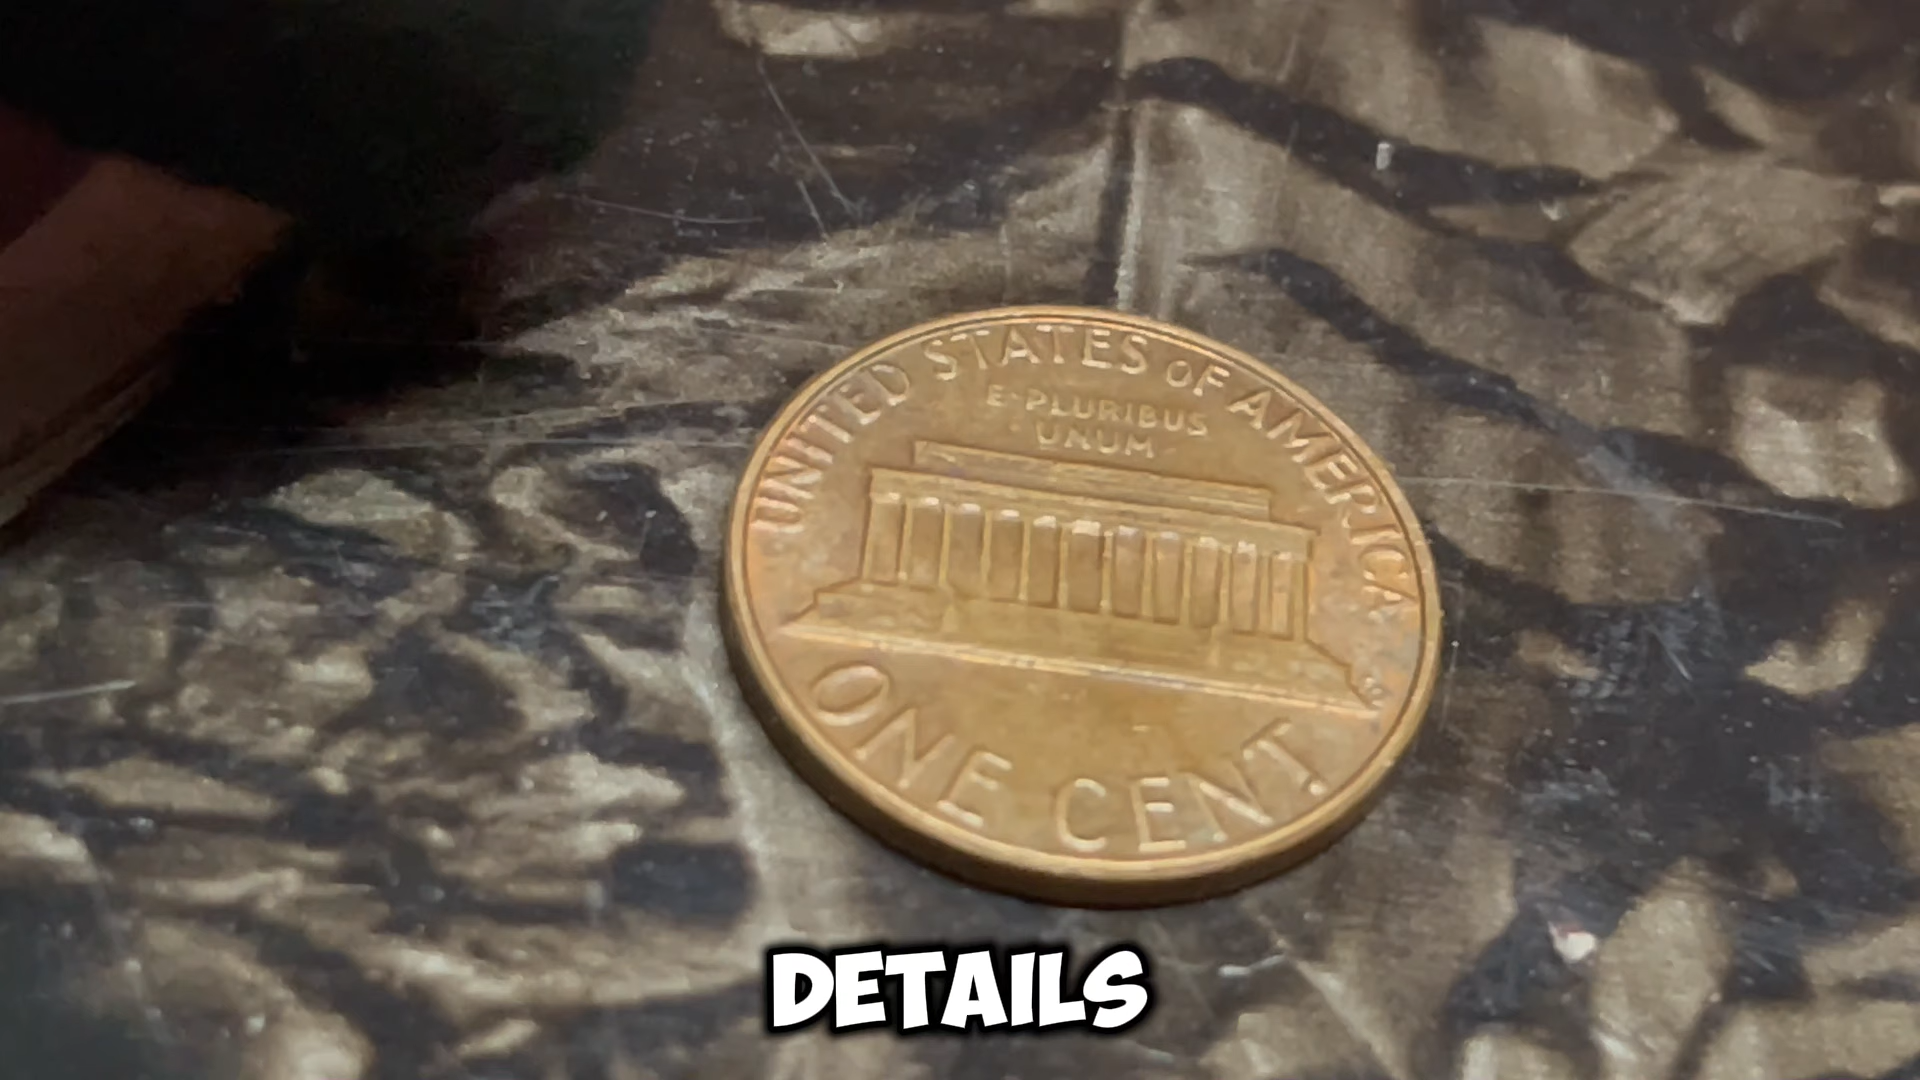 UNITED STATES OF AMERICA
E·PLURIBUS
UNUM
ONE CENT
DETAILS